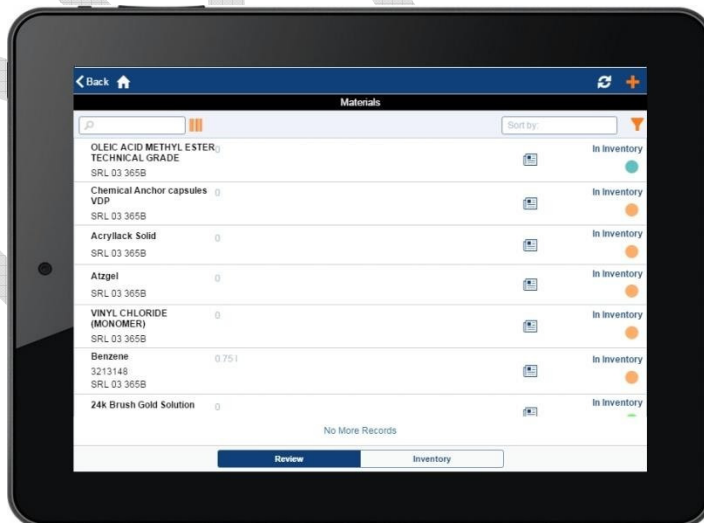 Back
Materials
Sort by:
OLEIC ACID METHYL ESTER 0
TECHNICAL GRADE
SRL 03 365B
In Inventory
Chemical Anchor capsules 0
VDP
SRL 03 365B
In Inventory
Acryllack Solid 0
SRL 03 365B
In Inventory
Atzgel 0
SRL 03 365B
In Inventory
VINYL CHLORIDE 0
(MONOMER)
SRL 03 365B
In Inventory
Benzene 0.75 l
3213148
SRL 03 365B
In Inventory
24k Brush Gold Solution 0
In Inventory
No More Records
Review Inventory